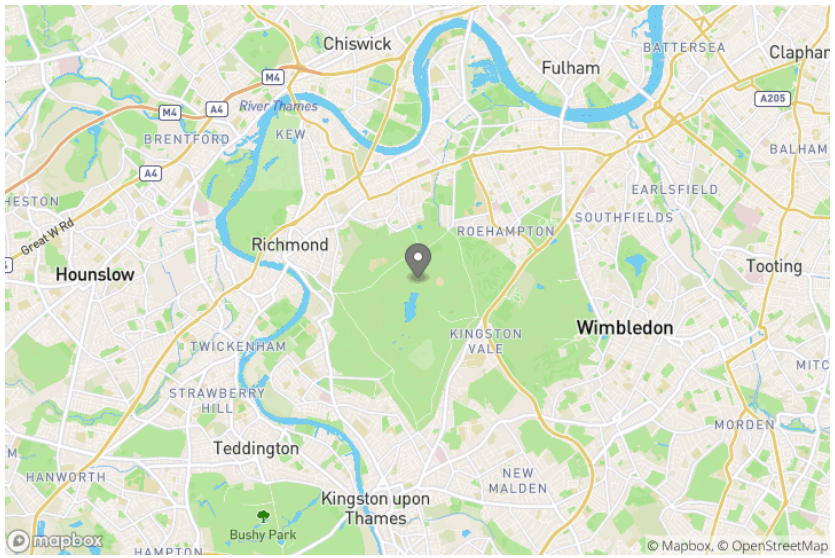 Chiswick
BATTERSEA
Clapham
Fulham
M4
A205
River Thames
M4
A4
KEW
BRENTFORD
BALHAM
A4
EARLSFIELD
HESTON
SOUTHFIELDS
ROEHAMPTON
Great W Rd
Richmond
Tooting
Hounslow
Wimbledon
KINGSTON
VALE
TWICKENHAM
MITC
STRAWBERRY
HILL
MORDEN
Teddington
HANWORTH
NEW
MALDEN
Kingston upon
Thames
Bushy Park
mapbox
© Mapbox, © OpenStreetMap
HAMPTON